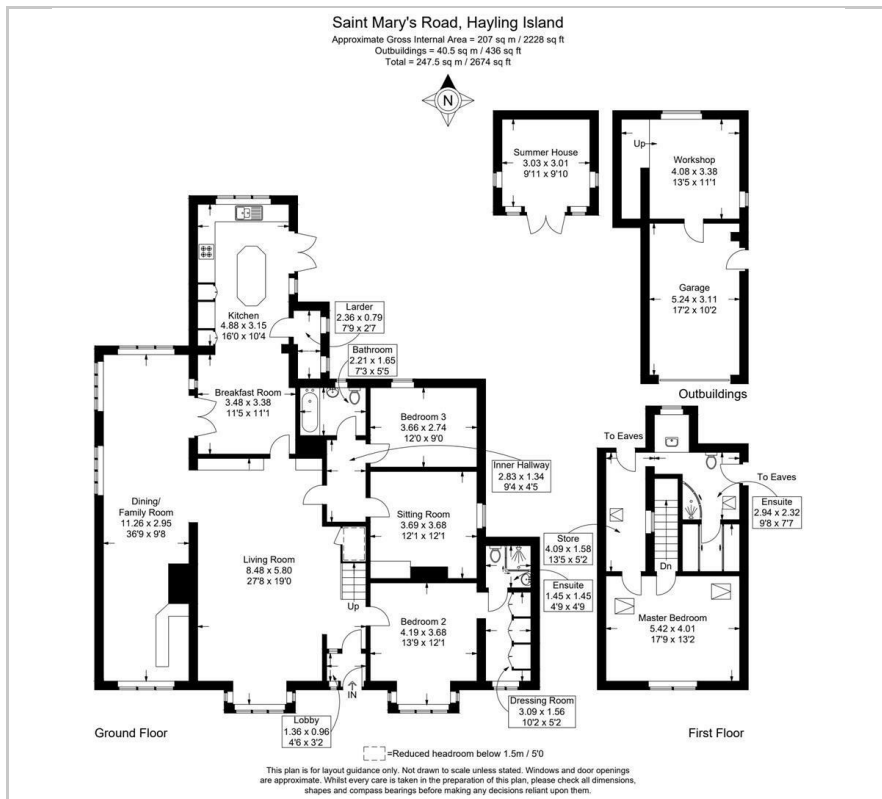 Saint Mary's Road, Hayling Island
Approximate Gross Internal Area = 207 sq m / 2228 sq ft
Outbuildings = 40.5 sq m / 436 sq ft
Total = 247.5 sq m / 2674 sq ft
N
Summer House
3.03 x 3.01
9'11 x 9'10
Up
Workshop
4.08 x 3.38
13'5 x 11'1
Garage
5.24 x 3.11
17'2 x 10'2
Outbuildings
Kitchen
4.88 x 3.15
16'0 x 10'4
Larder
2.36 x 0.79
7'9 x 2'7
Bathroom
2.21 x 1.65
7'3 x 5'5
Breakfast Room
3.48 x 3.38
11'5 x 11'1
Bedroom 3
3.66 x 2.74
12'0 x 9'0
Inner Hallway
2.83 x 1.34
9'4 x 4'5
Dining/
Family Room
11.26 x 2.95
36'9 x 9'8
Sitting Room
3.69 x 3.68
12'1 x 12'1
Living Room
8.48 x 5.80
27'8 x 19'0
Up
Ensuite
1.45 x 1.45
4'9 x 4'9
Bedroom 2
4.19 x 3.68
13'9 x 12'1
Dressing Room
3.09 x 1.56
10'2 x 5'2
IN
Lobby
1.36 x 0.96
4'6 x 3'2
Ground Floor
To Eaves
To Eaves
Ensuite
2.94 x 2.32
9'8 x 7'7
Store
4.09 x 1.58
13'5 x 5'2
Dn
Master Bedroom
5.42 x 4.01
17'9 x 13'2
First Floor
=Reduced headroom below 1.5m / 5'0
This plan is for layout guidance only. Not drawn to scale unless stated. Windows and door openings
are approximate. Whilst every care is taken in the preparation of this plan, please check all dimensions,
shapes and compass bearings before making any decisions reliant upon them.